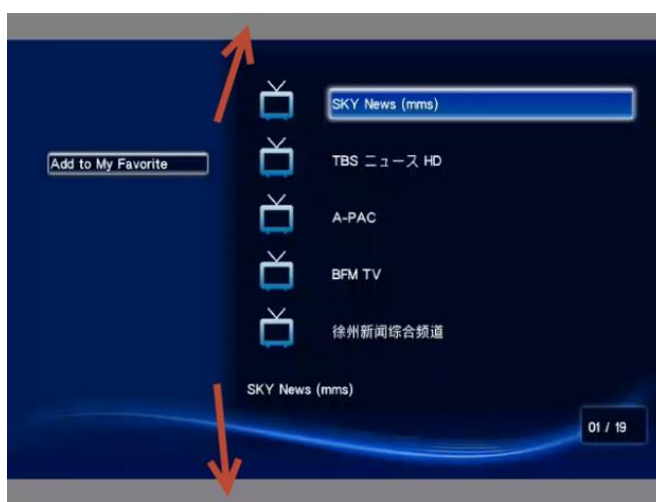 SKY News (mms)
Add to My Favorite
TBS ニュース HD
A-PAC
BFM TV
徐州新闻综合频道
SKY News (mms)
01 / 19